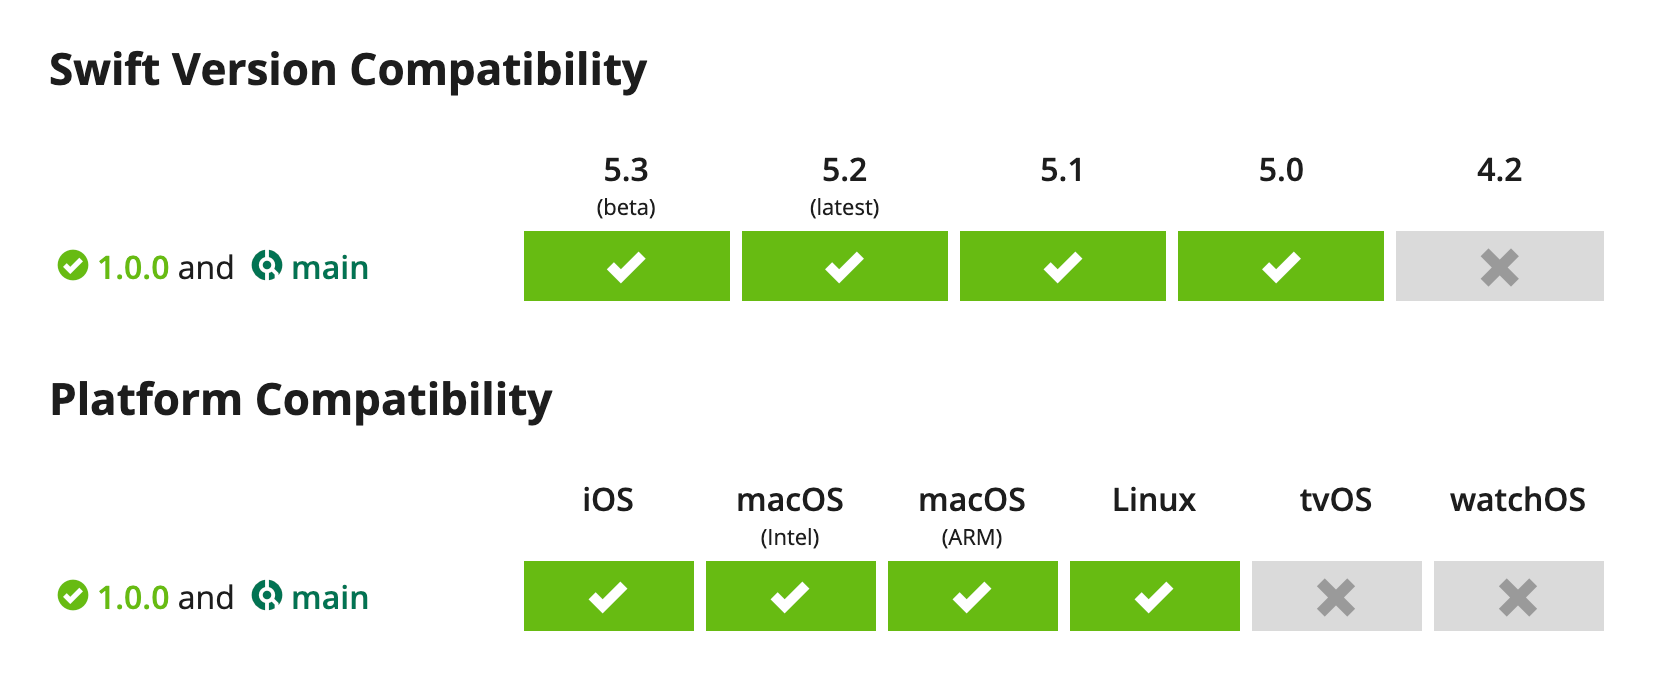 Swift Version Compatibility
5.3 5.2 5.1 5.0 4.2
(beta) (latest)
1.0.0 and main
Platform Compatibility
iOS macOS macOS Linux tvOS watchOS
(Intel) (ARM)
1.0.0 and main